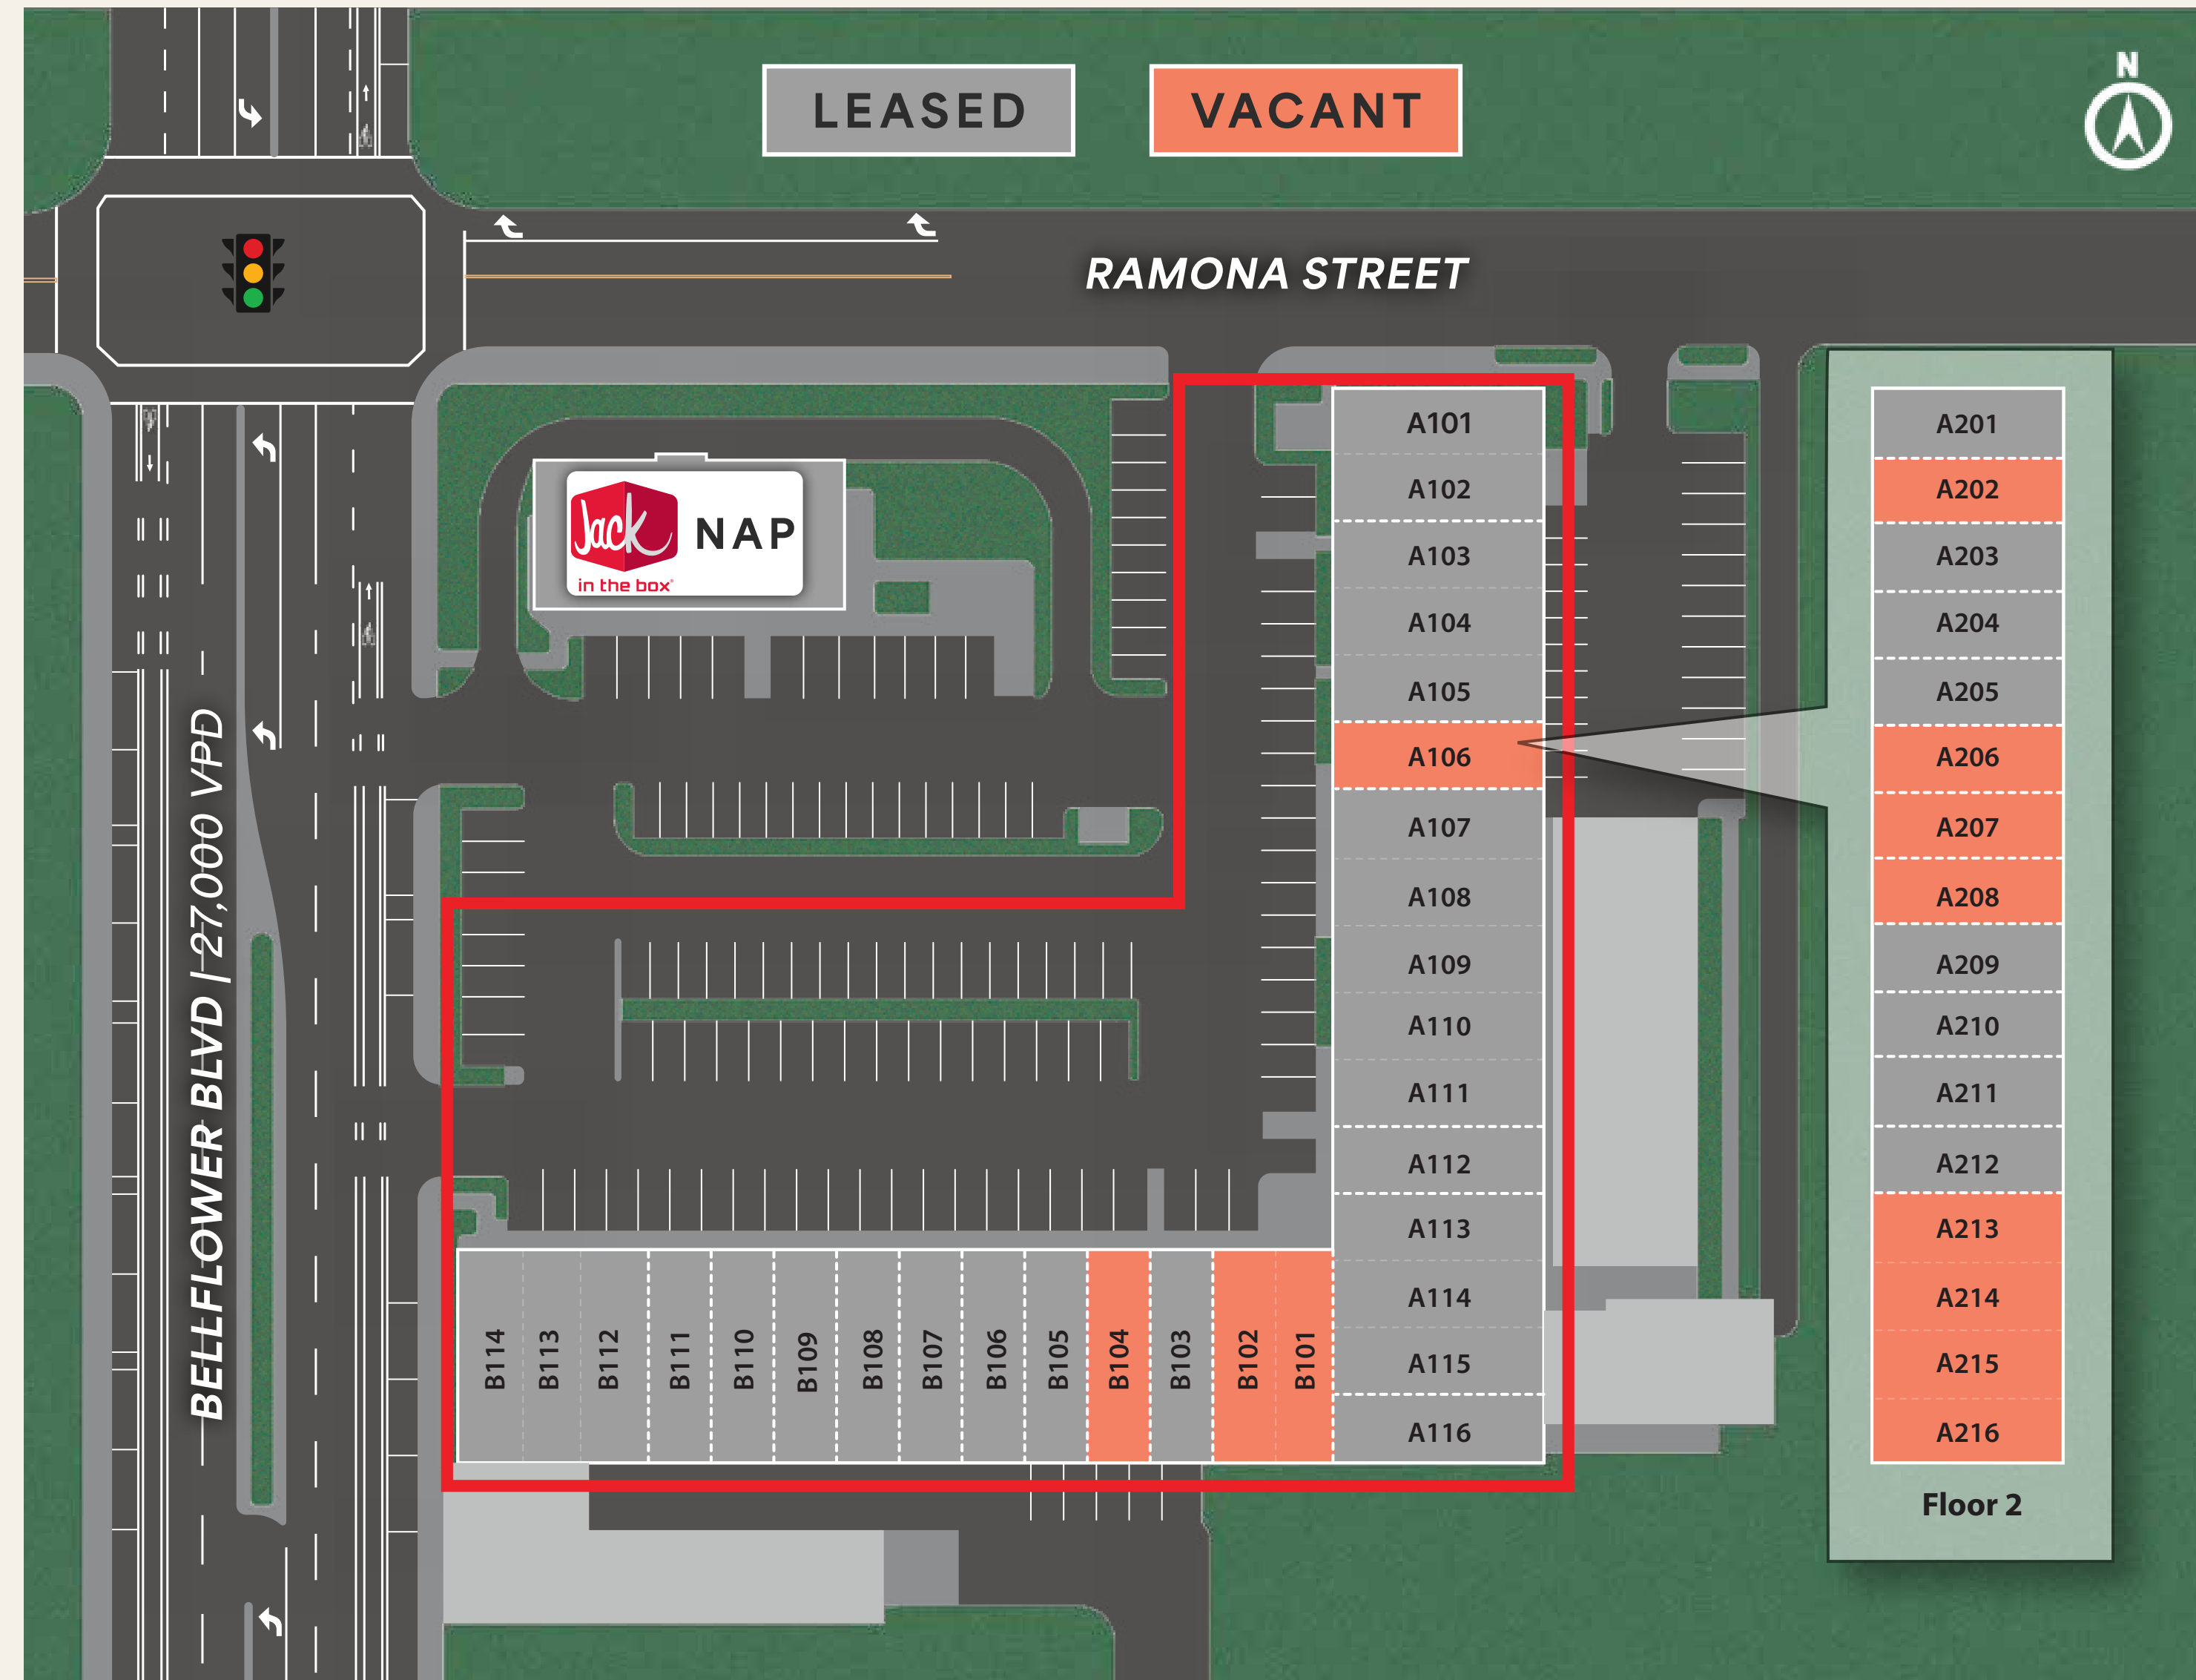 LEASED
VACANT
N
RAMONA STREET
Jack
in the box®
NAP
BELLFLOWER BLVD | 27,000 VPD
A101
A102
A103
A104
A105
A106
A107
A108
A109
A110
A111
A112
A113
A114
A115
A116
B114
B113
B112
B111
B110
B109
B108
B107
B106
B105
B104
B103
B102
B101
A201
A202
A203
A204
A205
A206
A207
A208
A209
A210
A211
A212
A213
A214
A215
A216
Floor 2